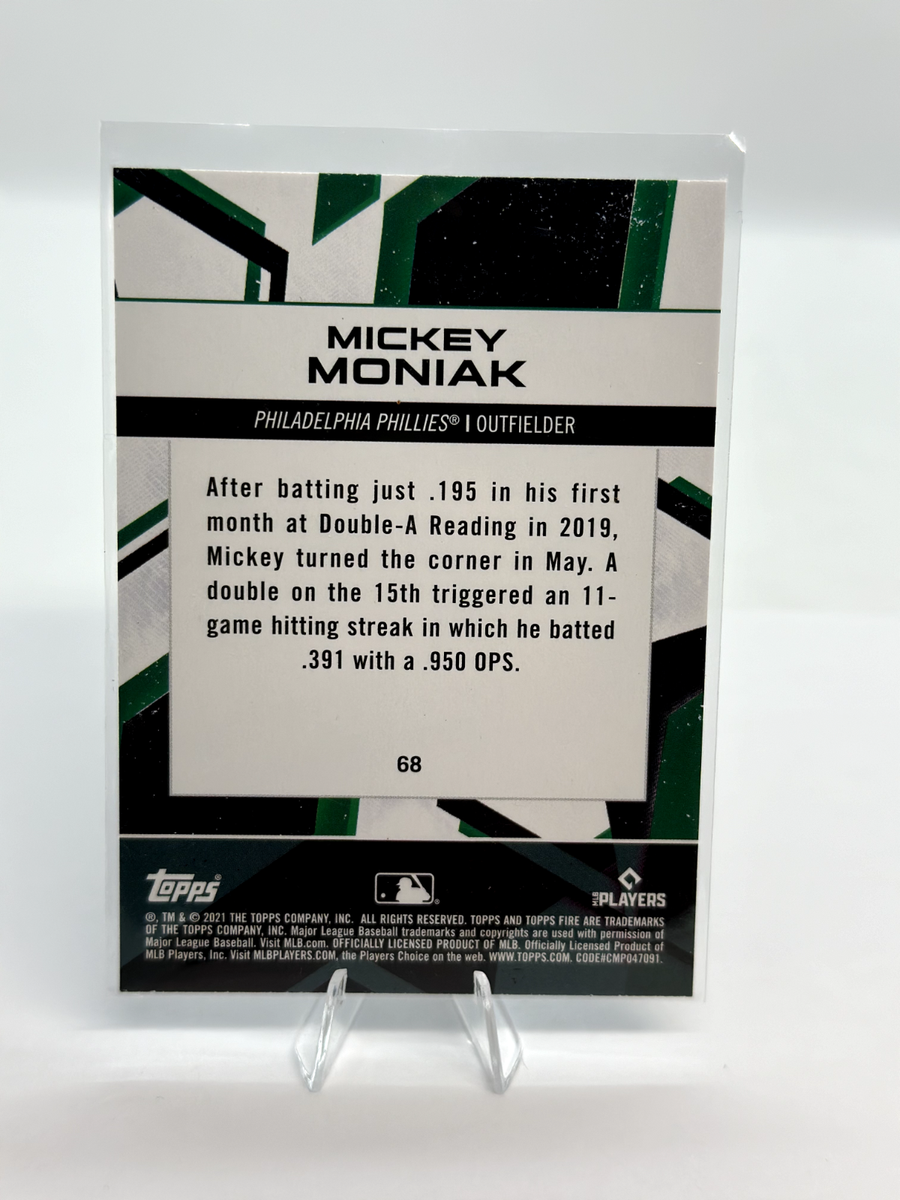 MICKEY
MONIAK
PHILADELPHIA PHILLIES® | OUTFIELDER
After batting just .195 in his first
month at Double-A Reading in 2019,
Mickey turned the corner in May. A
double on the 15th triggered an 11-
game hitting streak in which he batted
.391 with a .950 OPS.
68
TOPPS®
®
MLB PLAYERS
®, TM & © 2021 THE TOPPS COMPANY, INC. ALL RIGHTS RESERVED. TOPPS AND TOPPS FIRE ARE TRADEMARKS
OF THE TOPPS COMPANY, INC. Major League Baseball trademarks and copyrights are used with permission of
Major League Baseball. Visit MLB.com. OFFICIALLY LICENSED PRODUCT OF MLB. Officially Licensed Product of
MLB Players, Inc. Visit MLBPLAYERS.COM, the Players Choice on the web. WWW.TOPPS.COM. CODE#CMP047091.